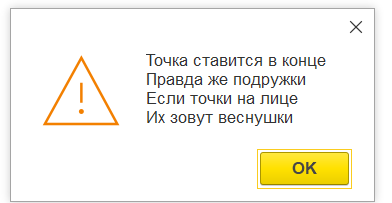 Точка ставится в конце
Правда же подружки
Если точки на лице
Их зовут веснушки
OK